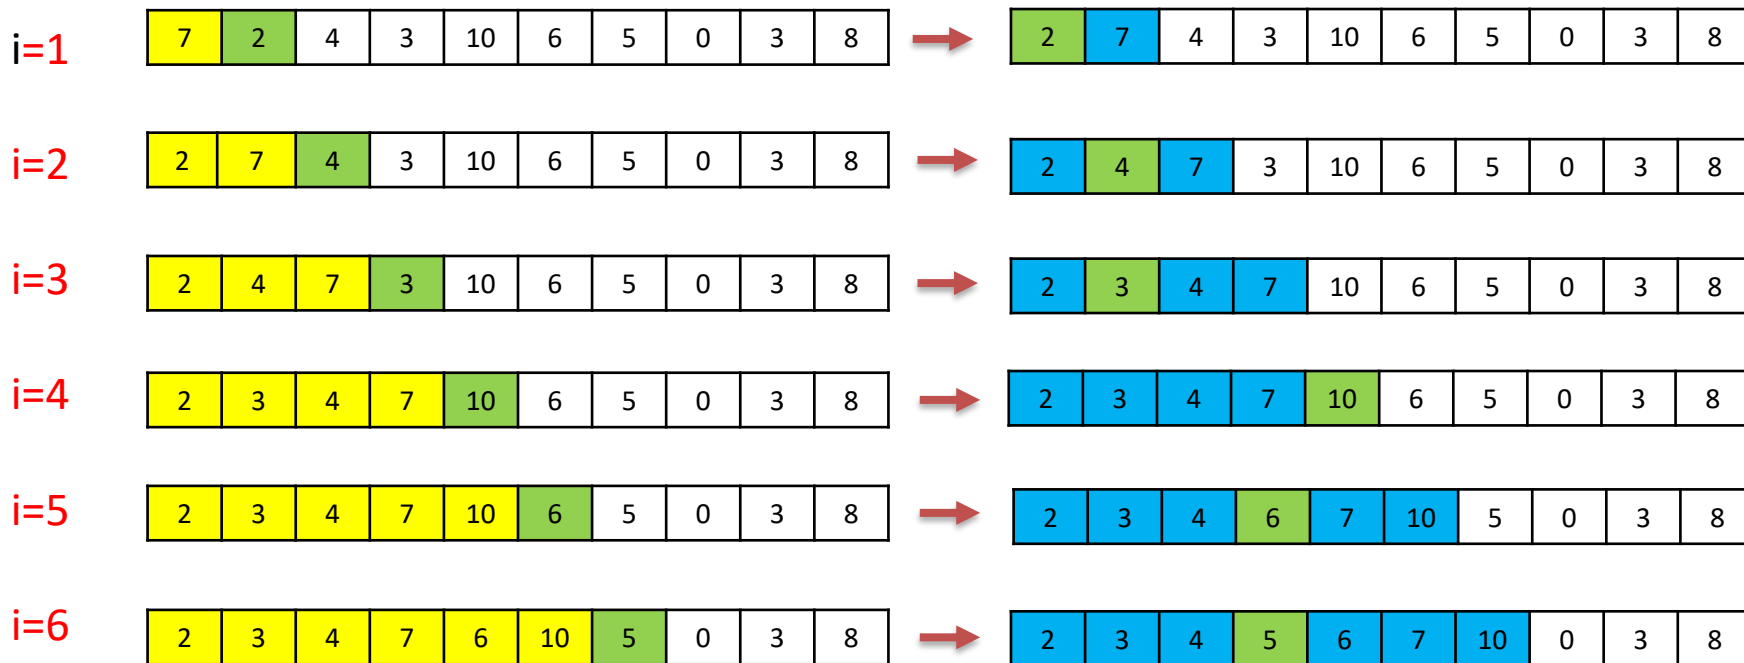 i=1 7 2 4 3 10 6 5 0 3 8 2 7 4 3 10 6 5 0 3 8
i=2 2 7 4 3 10 6 5 0 3 8 2 4 7 3 10 6 5 0 3 8
i=3 2 4 7 3 10 6 5 0 3 8 2 3 4 7 10 6 5 0 3 8
i=4 2 3 4 7 10 6 5 0 3 8 2 3 4 7 10 6 5 0 3 8
i=5 2 3 4 7 10 6 5 0 3 8 2 3 4 6 7 10 5 0 3 8
i=6 2 3 4 7 6 10 5 0 3 8 2 3 4 5 6 7 10 0 3 8